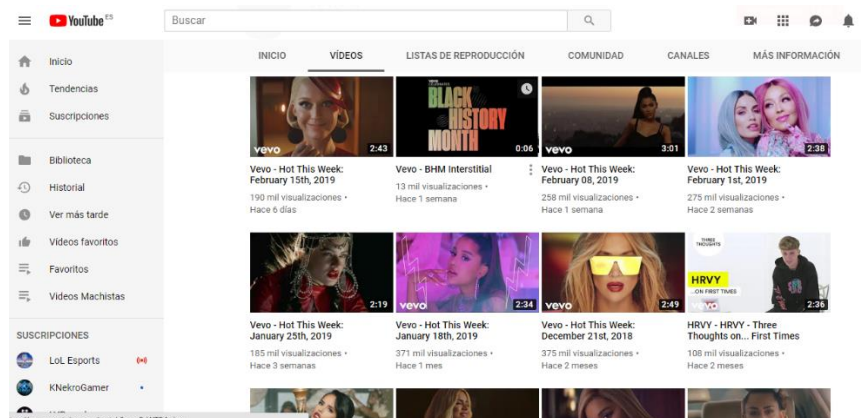 YouTube ES
Buscar
INICIO VÍDEOS LISTAS DE REPRODUCCIÓN COMUNIDAD CANALES MÁS INFORMACIÓN
Inicio
Tendencias
Suscripciones
Biblioteca
Historial
Ver más tarde
Vídeos favoritos
Favoritos
Videos Machistas
SUSCRIPCIONES
LoL Esports
KNekroGamer
vevo 2:43
BLACK HISTORY MONTH 0:06
vevo 3:01
2:38
Vevo - Hot This Week:
February 15th, 2019
190 mil visualizaciones •
Hace 6 días
Vevo - BHM Interstitial
13 mil visualizaciones •
Hace 1 semana
Vevo - Hot This Week:
February 08, 2019
258 mil visualizaciones •
Hace 1 semana
Vevo - Hot This Week:
February 1st, 2019
275 mil visualizaciones •
Hace 2 semanas
2:19
vevo 2:34
vevo 2:49
THREE
THOUGHTS
HRVY
...ON FIRST TIMES
vevo 2:36
Vevo - Hot This Week:
January 25th, 2019
185 mil visualizaciones •
Hace 3 semanas
Vevo - Hot This Week:
January 18th, 2019
371 mil visualizaciones •
Hace 1 mes
Vevo - Hot This Week:
December 21st, 2018
375 mil visualizaciones •
Hace 2 meses
HRVY - HRVY - Three
Thoughts on... First Times
108 mil visualizaciones •
Hace 2 meses